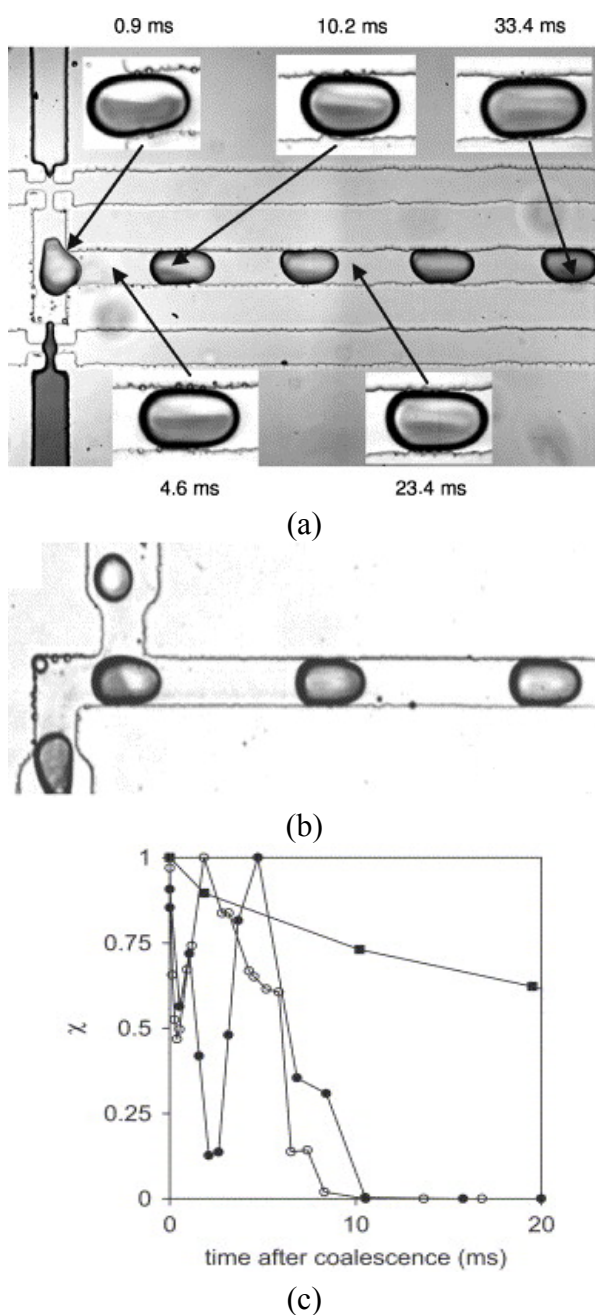 0.9 ms 10.2 ms 33.4 ms
4.6 ms 23.4 ms
(a)
(b)
1
0.75
0.5
0.25
0
χ
0 10 20
time after coalescence (ms)
(c)